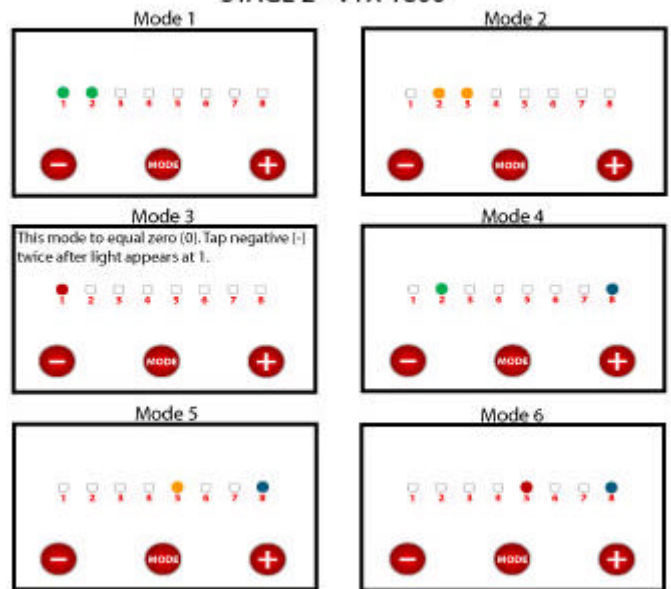 Mode 1
Mode 2
1 2 3 4 5 6 7 8
1 2 3 4 5 6 7 8
MODE
MODE
Mode 3
Mode 4
This mode to equal zero (0). Tap negative [-]
twice after light appears at 1.
1 2 3 4 5 6 7 8
1 2 3 4 5 6 7 8
MODE
MODE
Mode 5
Mode 6
1 2 3 4 5 6 7 8
1 2 3 4 5 6 7 8
MODE
MODE